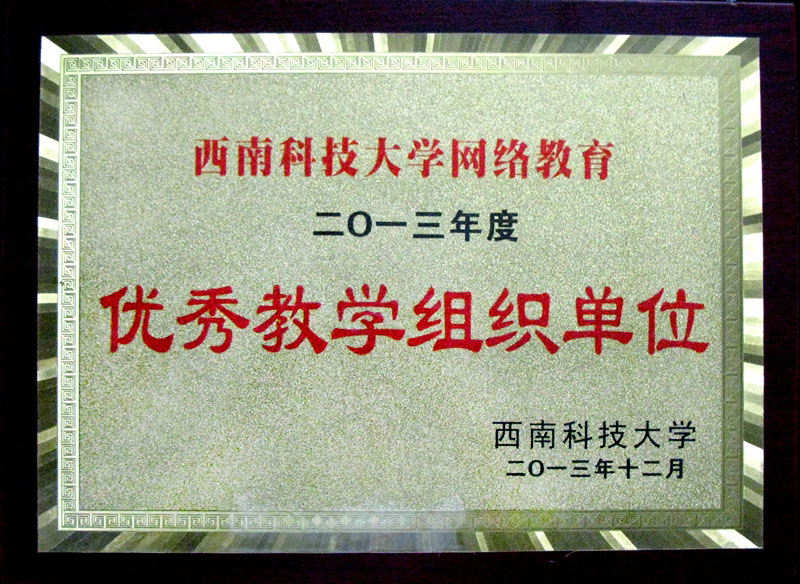 西南科技大学网络教育
二〇一三年度
优秀教学组织单位
西南科技大学
二〇一三年十二月